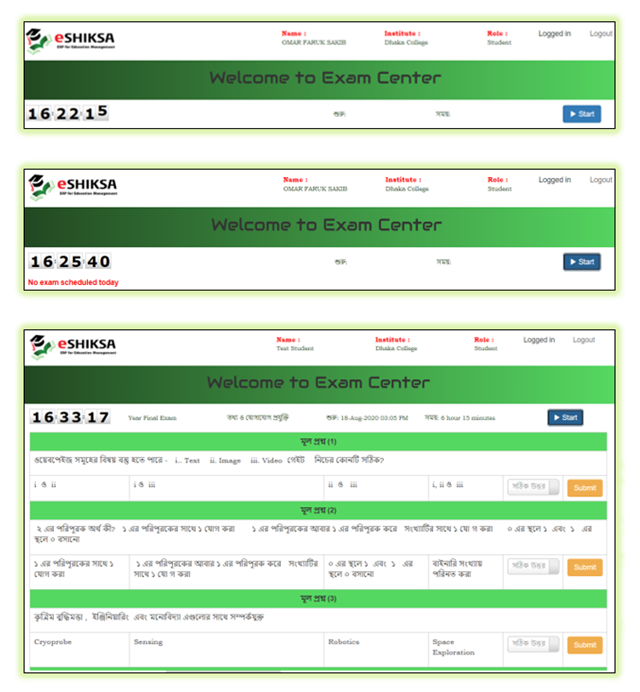 eSHIKSA
ERP for Education Management
Name :
OMAR FARUK SAKIB
Institute :
Dhaka College
Role :
Student
Logged in
Logout
Welcome to Exam Center
16:22:15
শুরু:
সময়:
Start
eSHIKSA
ERP for Education Management
Name :
OMAR FARUK SAKIB
Institute :
Dhaka College
Role :
Student
Logged in
Logout
Welcome to Exam Center
16:25:40
শুরু:
সময়:
Start
No exam scheduled today
eSHIKSA
ERP for Education Management
Name :
Test Student
Institute :
Dhaka College
Role :
Student
Logged in
Logout
Welcome to Exam Center
16:33:17
Year Final Exam
তথ্য ও যোগাযোগ প্রযুক্তি
শুরু: 18-Aug-2020 03:05 PM
সময়: 6 hour 15 minutes
Start
মূল প্রশ্ন (1)
ওয়েবপেইজ সমূহের বিষয় বস্তু হতে পারে - i.. Text ii. Image iii. Video গেইট নিচের কোনটি সঠিক?
i ও ii
i ও iii
ii ও iii
i, ii ও iii
সঠিক উত্তর
Submit
মূল প্রশ্ন (2)
২ এর পরিপূরক অর্থ কী? ১ এর পরিপূরকের সাথে ১ যোগ করা ১ এর পরিপূরকের আবার ১ এর পরিপূরক করে সংখ্যাটির সাথে ১ যো গ করা ০ এর স্থলে ১ এবং ১ এর
স্থলে ০ বসানো
১ এর পরিপূরকের সাথে ১
যোগ করা
১ এর পরিপূরকের আবার ১ এর পরিপূরক করে সংখ্যাটির
সাথে ১ যো গ করা
০ এর স্থলে ১ এবং ১ এর
স্থলে ০ বসানো
বাইনারি সংখ্যায়
পরিনত করা
সঠিক উত্তর
Submit
মূল প্রশ্ন (3)
কৃত্রিম বুদ্ধিমত্তা , ইঞ্জিনিয়ারিং এবং মনোবিদ্যা এগুলোর সাথে সম্পর্কযুক্ত
Cryoprobe
Sensing
Robotics
Space
Exploration
সঠিক উত্তর
Submit